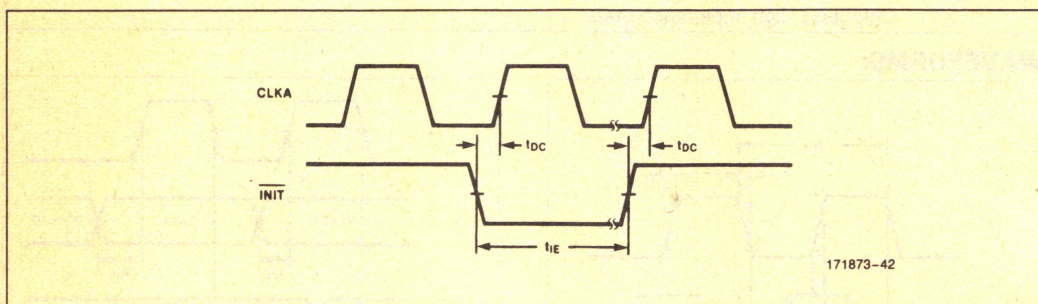 CLKA
t_DC
t_DC
INIT
t_IE
171873–42